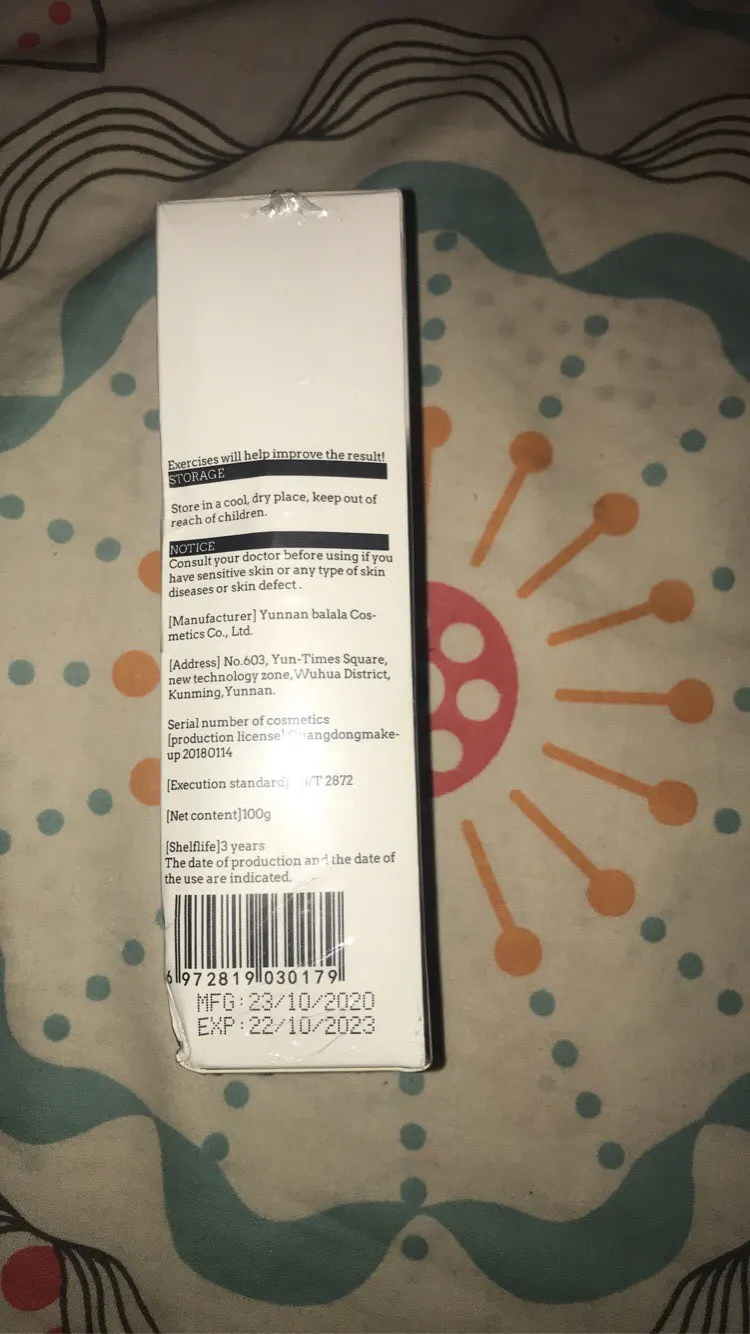 Exercises will help improve the result!
STORAGE
Store in a cool, dry place, keep out of
reach of children.
NOTICE
Consult your doctor before using if you
have sensitive skin or any type of skin
diseases or skin defect .
[Manufacturer] Yunnan balala Cos-
metics Co., Ltd.
[Address] No.603, Yun-Times Square,
new technology zone,Wuhua District,
Kunming,Yunnan.
Serial number of cosmetics
[production license]
up 20180114
[Execution standard] 2872
[Net content]100g
[Shelflife]3 years
The date of production and the date of
the use are indicated.
6 972819 030179
MFG:23/10/2020
EXP:22/10/2023